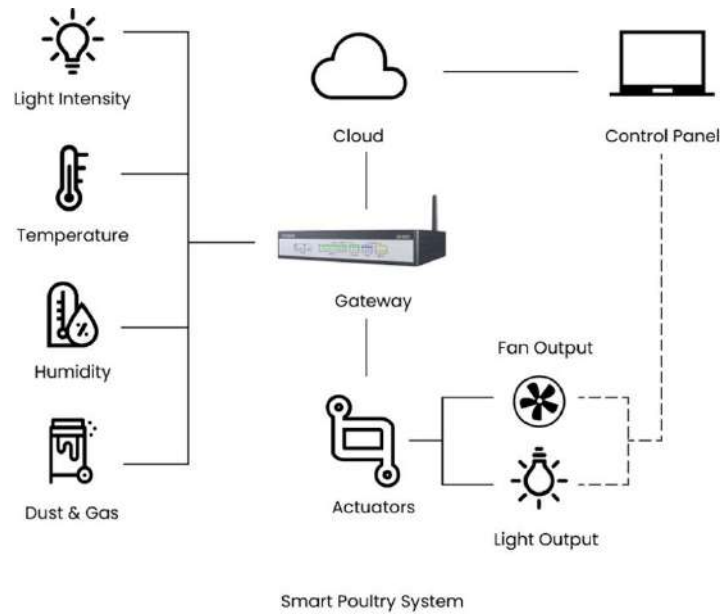 Light Intensity
Cloud
Control Panel
Temperature
Gateway
Fan Output
Humidity
%
Dust & Gas
Actuators
Light Output
Smart Poultry System